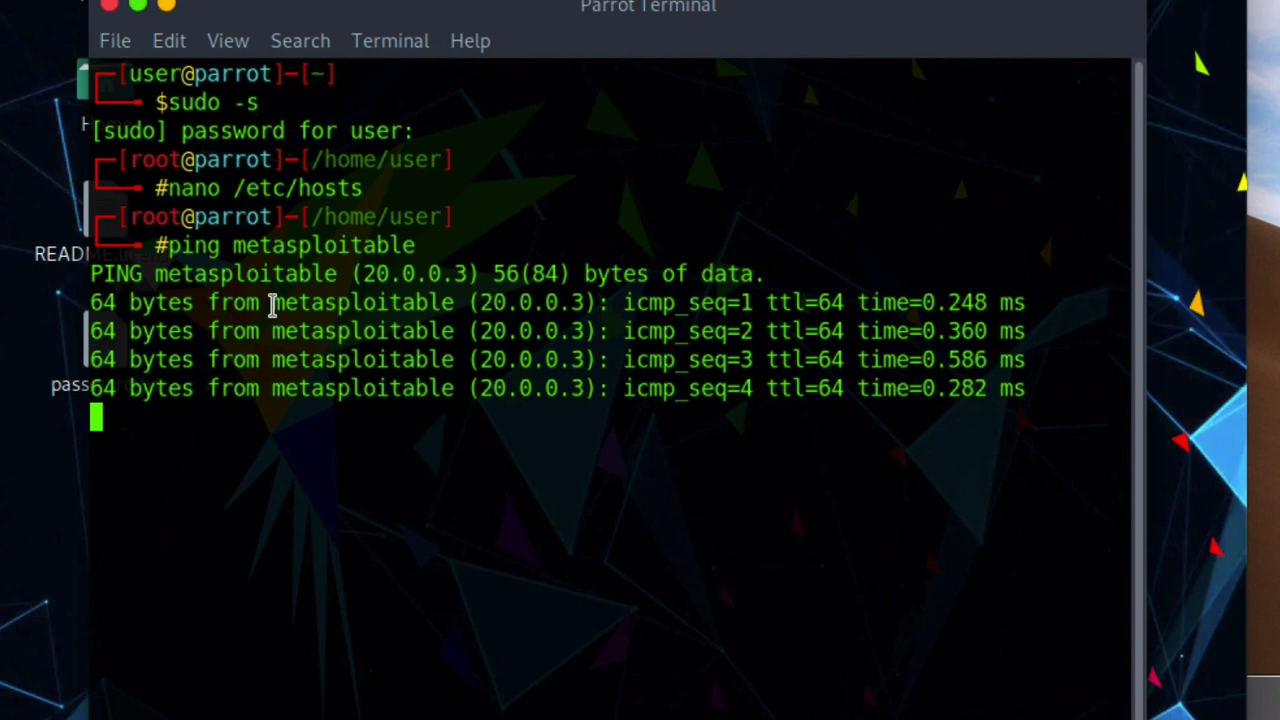 Parrot Terminal
File Edit View Search Terminal Help
┌─[user@parrot]─[~]
└──╼ $sudo -s
[sudo] password for user:
┌─[root@parrot]─[/home/user]
└──╼ #nano /etc/hosts
┌─[root@parrot]─[/home/user]
└──╼ #ping metasploitable
PING metasploitable (20.0.0.3) 56(84) bytes of data.
64 bytes from metasploitable (20.0.0.3): icmp_seq=1 ttl=64 time=0.248 ms
64 bytes from metasploitable (20.0.0.3): icmp_seq=2 ttl=64 time=0.360 ms
64 bytes from metasploitable (20.0.0.3): icmp_seq=3 ttl=64 time=0.586 ms
64 bytes from metasploitable (20.0.0.3): icmp_seq=4 ttl=64 time=0.282 ms